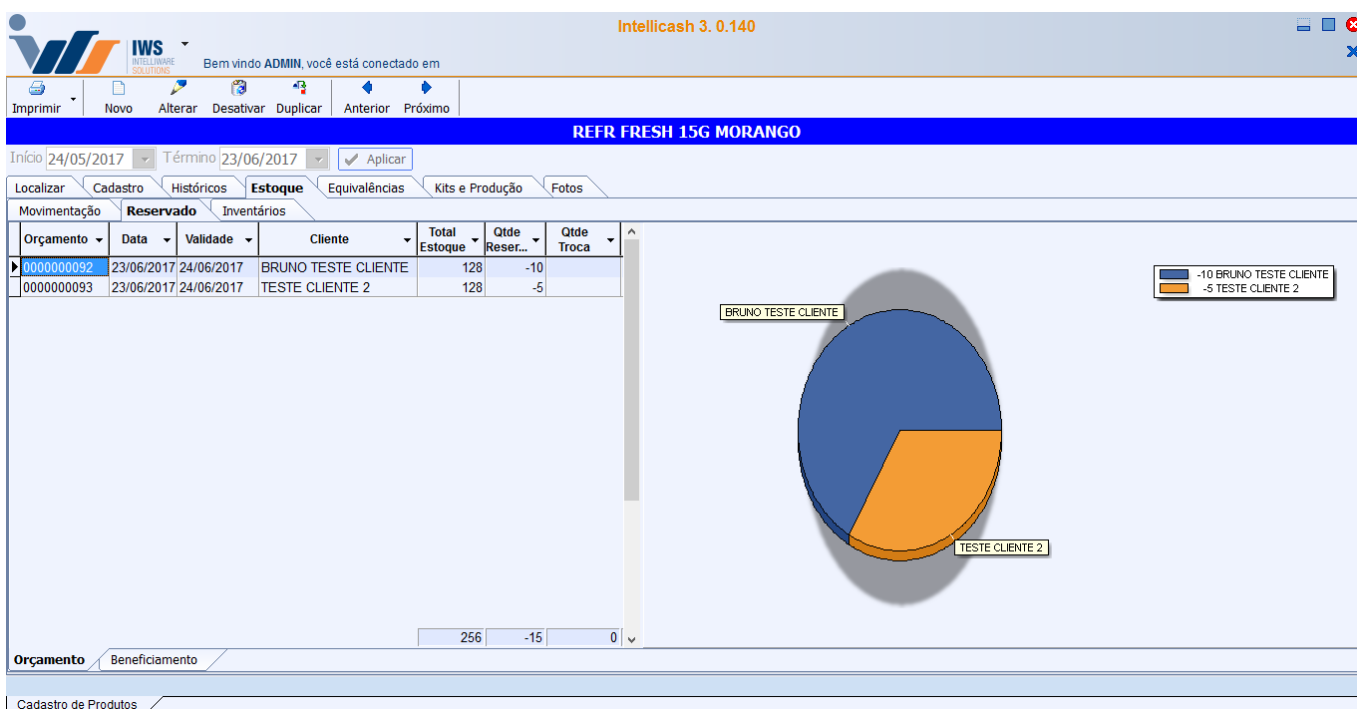 Intellicash 3. 0.140
IWS
INTELLIWARE
SOLUTIONS
Bem vindo ADMIN, você está conectado em
Imprimir Novo Alterar Desativar Duplicar Anterior Próximo
REFR FRESH 15G MORANGO
Início 24/05/2017 Término 23/06/2017 Aplicar
Localizar Cadastro Históricos Estoque Equivalências Kits e Produção Fotos
Movimentação Reservado Inventários
Orçamento Data Validade Cliente Total Estoque Qtde Reser... Qtde Troca
0000000092 23/06/2017 24/06/2017 BRUNO TESTE CLIENTE 128 -10
0000000093 23/06/2017 24/06/2017 TESTE CLIENTE 2 128 -5
256 -15 0
-10 BRUNO TESTE CLIENTE
-5 TESTE CLIENTE 2
BRUNO TESTE CLIENTE
TESTE CLIENTE 2
Orçamento Beneficiamento
Cadastro de Produtos